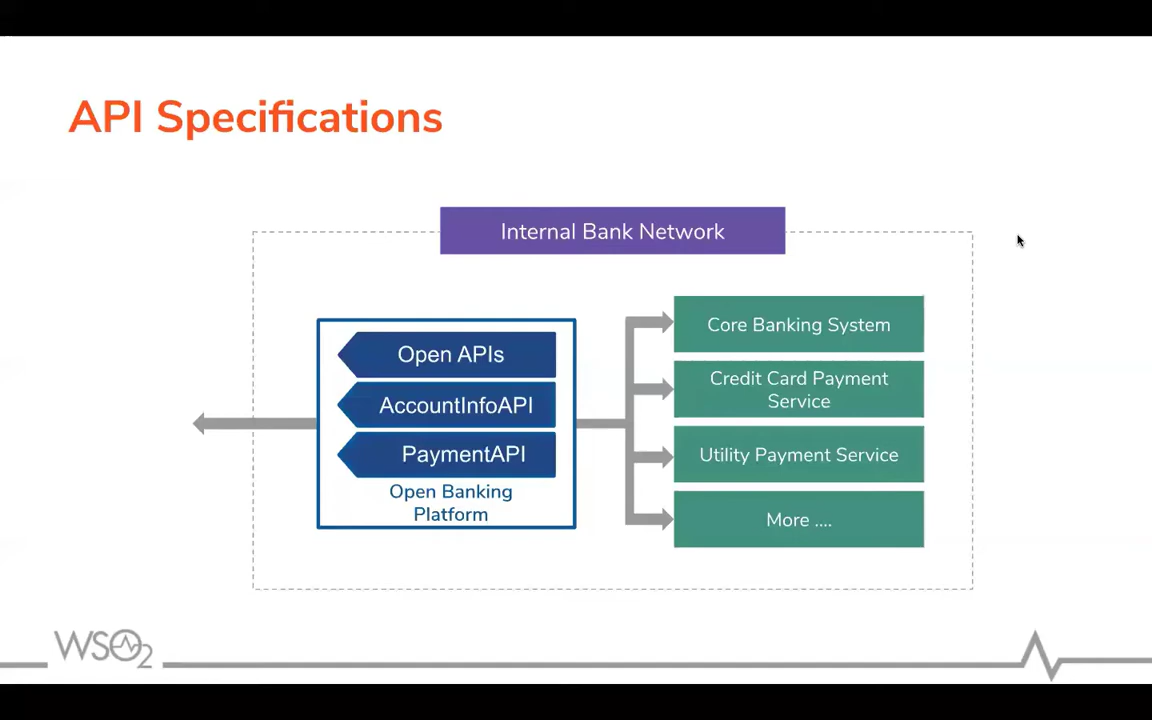 API Specifications
Internal Bank Network
Open APIs
AccountInfoAPI
PaymentAPI
Open Banking
Platform
Core Banking System
Credit Card Payment
Service
Utility Payment Service
More ....
WSO2